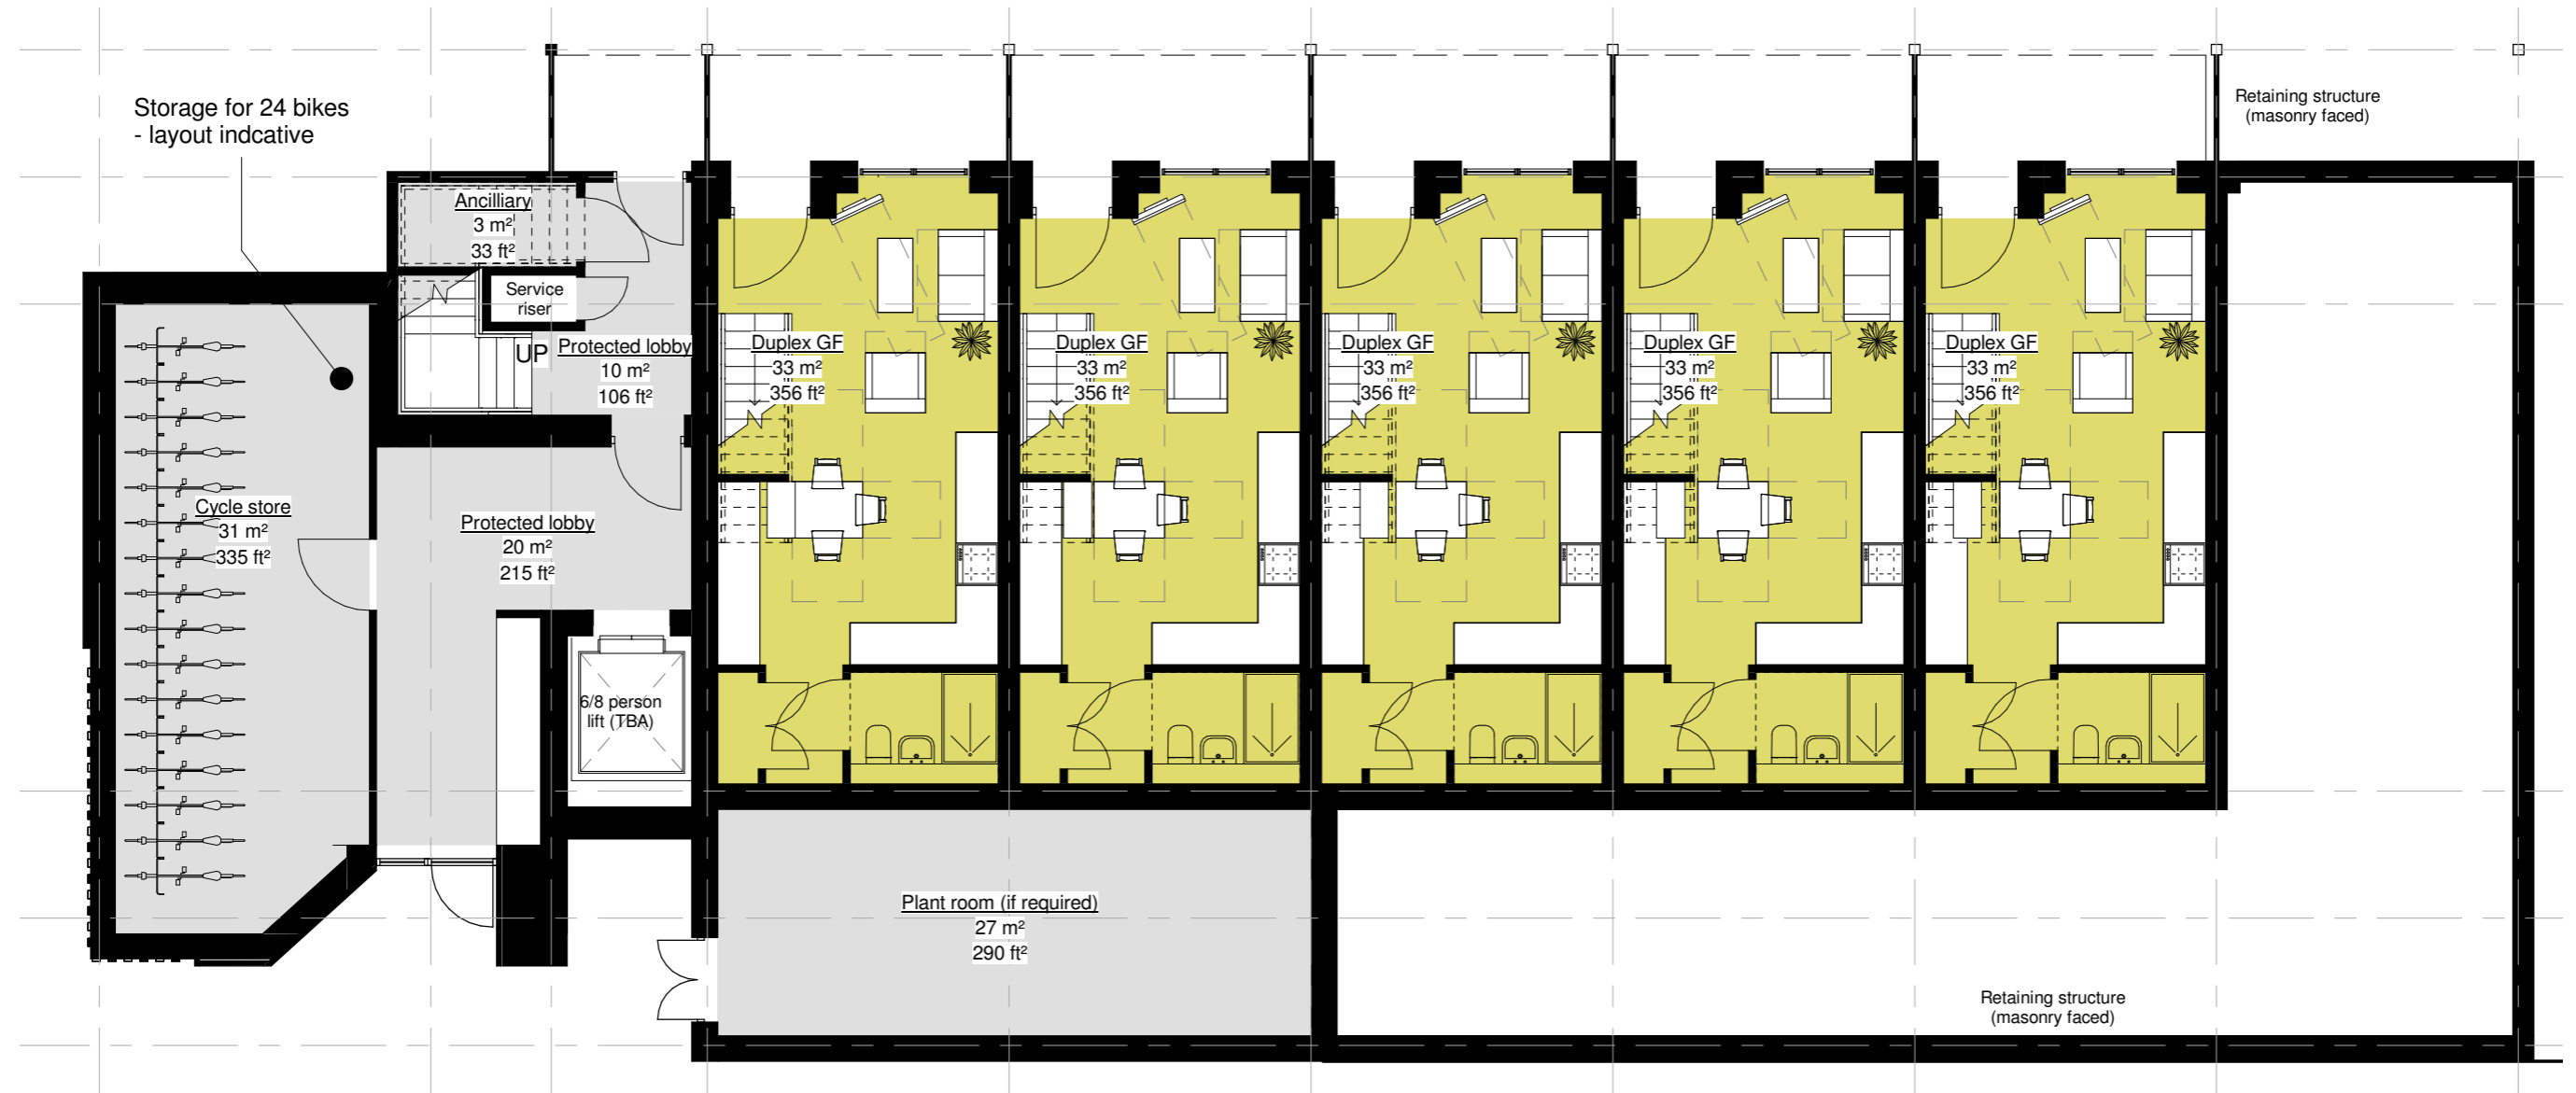 Storage for 24 bikes
- layout indcative
Retaining structure
(masonry faced)
Ancilliary
3 m²
33 ft²
Service
riser
UP
Protected lobby
10 m²
106 ft²
Duplex GF
33 m²
356 ft²
Duplex GF
33 m²
356 ft²
Duplex GF
33 m²
356 ft²
Duplex GF
33 m²
356 ft²
Duplex GF
33 m²
356 ft²
Cycle store
31 m²
335 ft²
Protected lobby
20 m²
215 ft²
6/8 person
lift (TBA)
Plant room (if required)
27 m²
290 ft²
Retaining structure
(masonry faced)